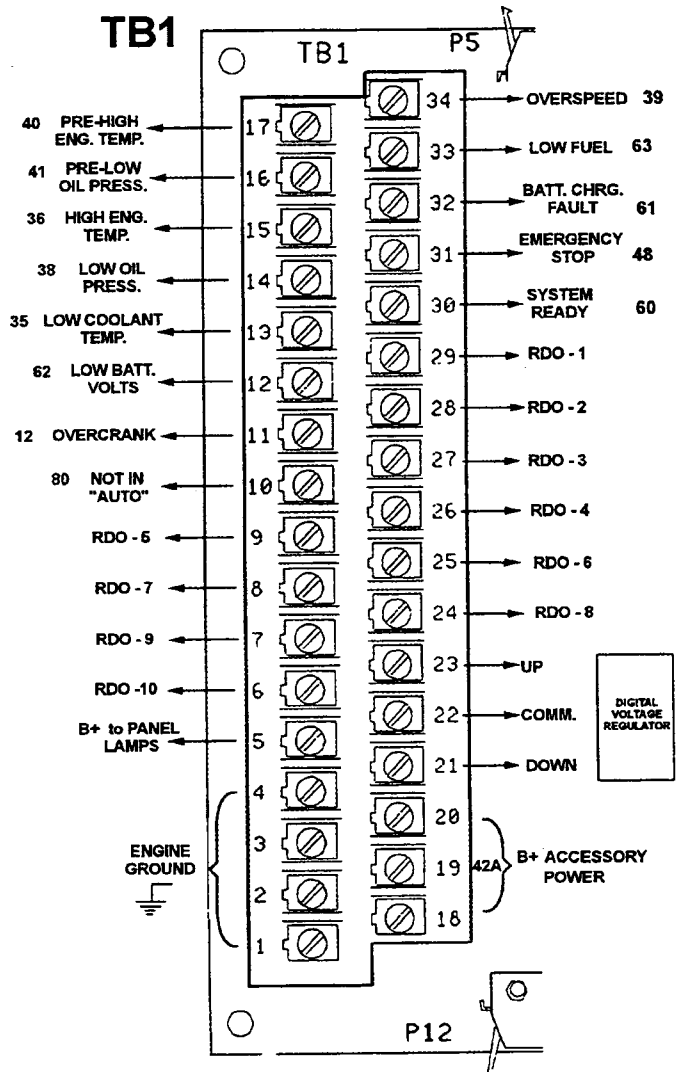 TB1
TB1
P5
40 PRE-HIGH
ENG. TEMP.
17
41 PRE-LOW
OIL PRESS.
16
36 HIGH ENG.
TEMP.
15
38 LOW OIL
PRESS.
14
35 LOW COOLANT
TEMP.
13
62 LOW BATT.
VOLTS
12
12 OVERCRANK
11
80 NOT IN
"AUTO"
10
RDO - 5
9
RDO - 7
8
RDO - 9
7
RDO -10
6
B+ to PANEL
LAMPS
5
4
3
2
1
ENGINE
GROUND
34 OVERSPEED 39
33 LOW FUEL 63
32 BATT. CHRG.
FAULT 61
31 EMERGENCY
STOP 48
30 SYSTEM
READY 60
29 RDO - 1
28 RDO - 2
27 RDO - 3
26 RDO - 4
25 RDO - 6
24 RDO - 8
23 UP
22 COMM.
21 DOWN
DIGITAL
VOLTAGE
REGULATOR
20
19 42A
18
B+ ACCESSORY
POWER
P12